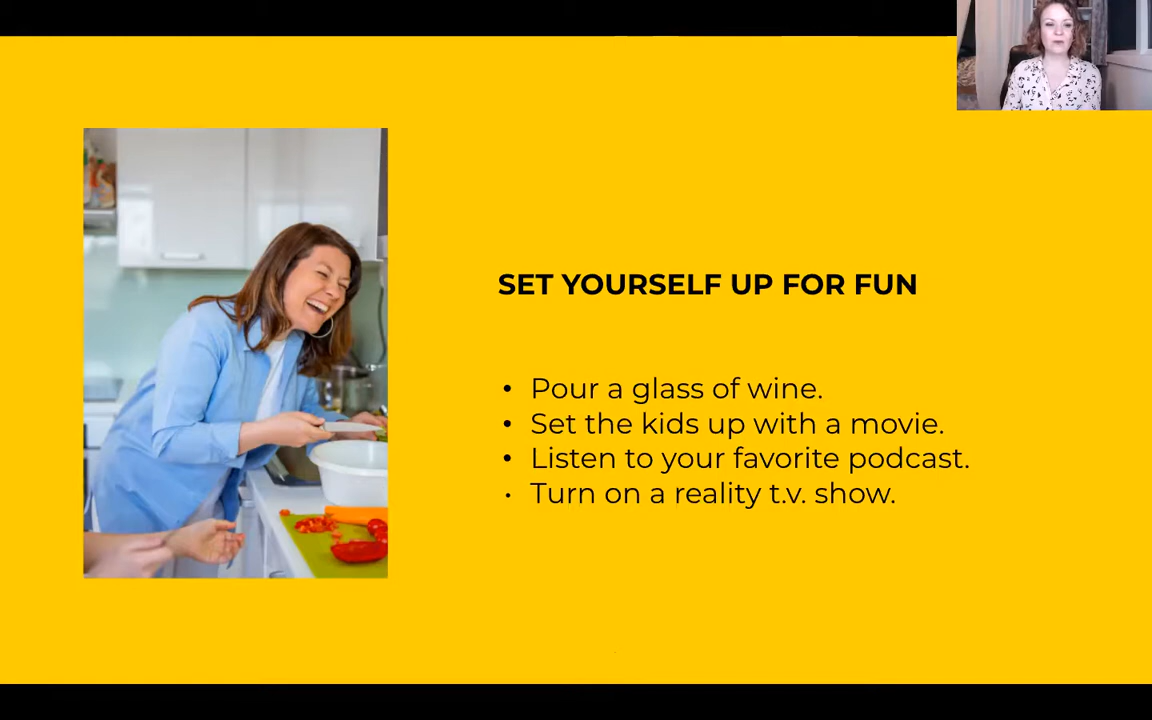 SET YOURSELF UP FOR FUN
• Pour a glass of wine.
• Set the kids up with a movie.
• Listen to your favorite podcast.
• Turn on a reality t.v. show.